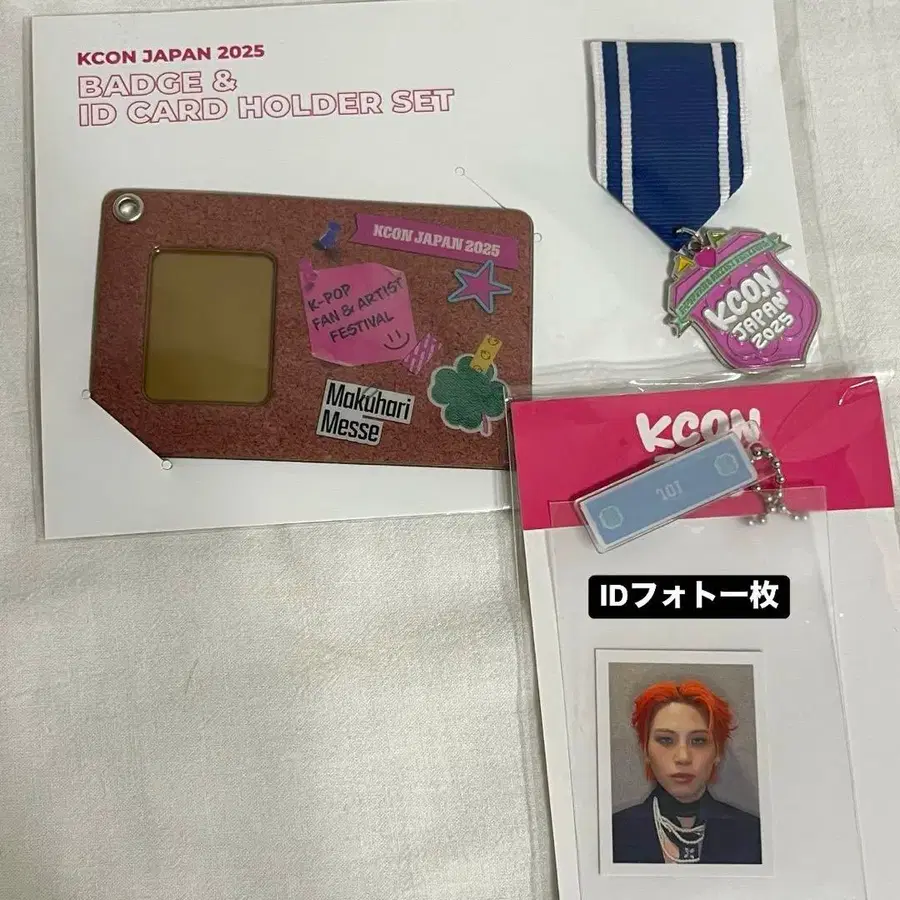 KCON JAPAN 2025
BADGE &
ID CARD HOLDER SET
KCON JAPAN 2025
K-POP
FAN & ARTIST
FESTIVAL
Makuhari
Messe
KCON
JAPAN
2025
KCON
IDフォト一枚